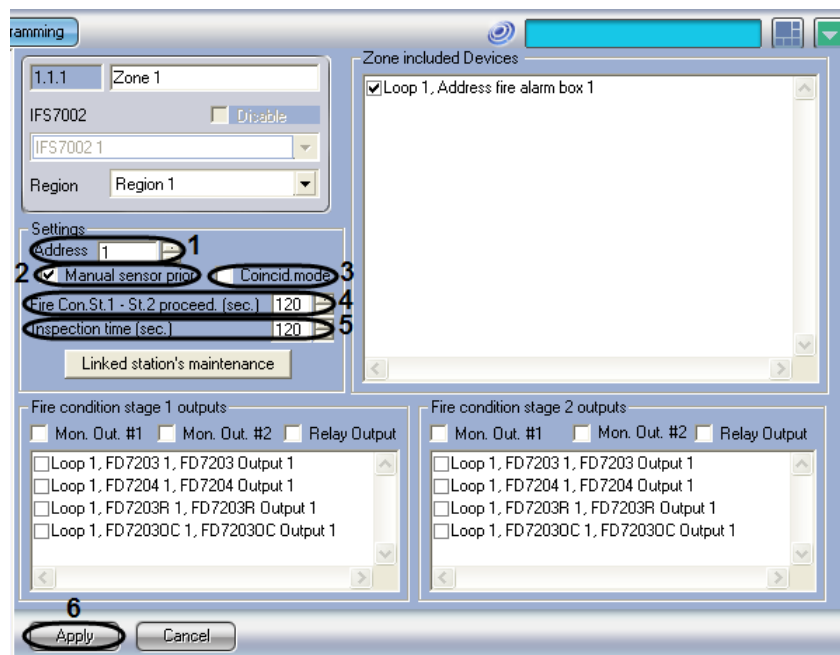 ramming
1.1.1 Zone 1
IFS7002 Disable
IFS7002 1
Region Region 1
Settings
Address 1 1
2 Manual sensor prior Coincid.mode 3
Fire Con.St.1 - St.2 proceed. (sec.) 120 4
Inspection time (sec.) 120 5
Linked station's maintenance
Zone included Devices
Loop 1, Address fire alarm box 1
Fire condition stage 1 outputs
Mon. Out. #1 Mon. Out. #2 Relay Output
Loop 1, FD7203 1, FD7203 Output 1
Loop 1, FD7204 1, FD7204 Output 1
Loop 1, FD7203R 1, FD7203R Output 1
Loop 1, FD7203OC 1, FD7203OC Output 1
Fire condition stage 2 outputs
Mon. Out. #1 Mon. Out. #2 Relay Output
Loop 1, FD7203 1, FD7203 Output 1
Loop 1, FD7204 1, FD7204 Output 1
Loop 1, FD7203R 1, FD7203R Output 1
Loop 1, FD7203OC 1, FD7203OC Output 1
6
Apply Cancel